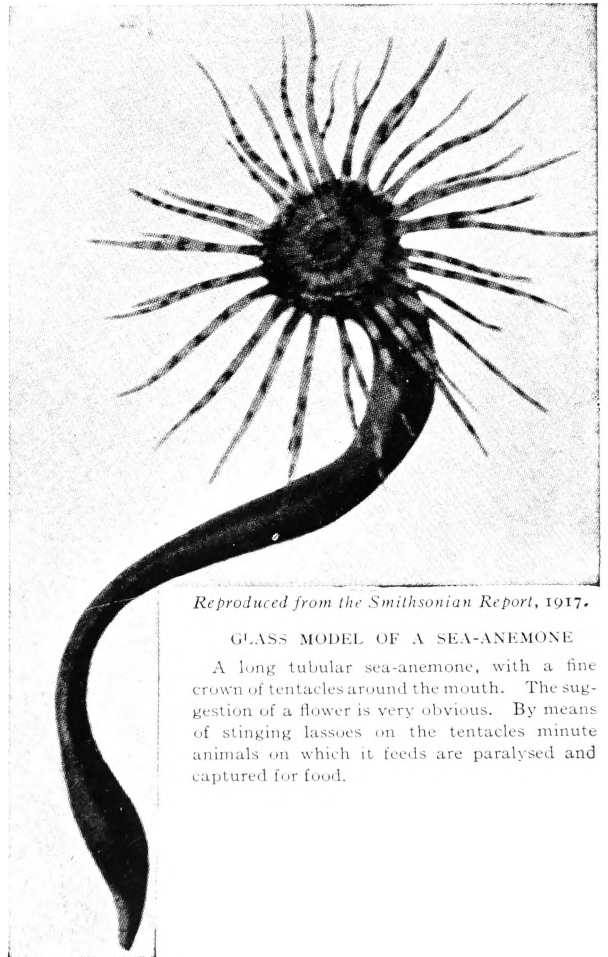 Reproduced from the Smithsonian Report, 1917.
GLASS MODEL OF A SEA-ANEMONE
A long tubular sea-anemone, with a fine
crown of tentacles around the mouth. The sug-
gestion of a flower is very obvious. By means
of stinging lassoes on the tentacles minute
animals on which it feeds are paralysed and
captured for food.